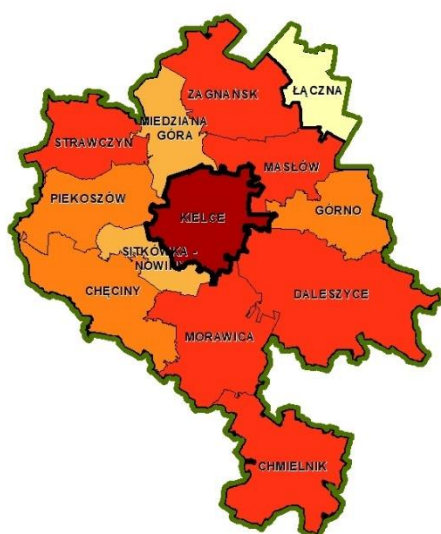 ZAGNAŃSK
ŁĄCZNA
MIEDZIANA
GÓRA
STRAWCZYN
MASŁÓW
PIEKOSZÓW
KIELCE
GÓRNO
SITKÓWKA -
NOWINY
CHĘCINY
DALESZYCE
MORAWICA
CHMIELNIK